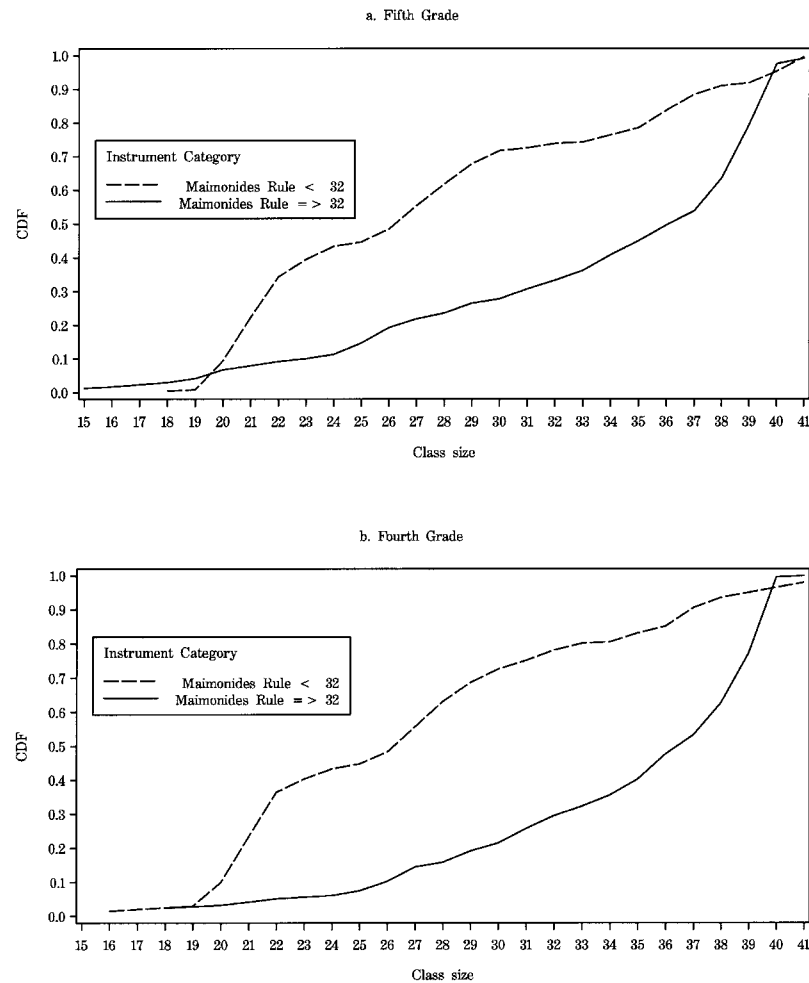 a. Fifth Grade
1.0
0.9
0.8
0.7
0.6
0.5
0.4
0.3
0.2
0.1
0.0
CDF
Instrument Category
Maimonides Rule < 32
Maimonides Rule = > 32
15 16 17 18 19 20 21 22 23 24 25 26 27 28 29 30 31 32 33 34 35 36 37 38 39 40 41
Class size
b. Fourth Grade
1.0
0.9
0.8
0.7
0.6
0.5
0.4
0.3
0.2
0.1
0.0
CDF
Instrument Category
Maimonides Rule < 32
Maimonides Rule = > 32
15 16 17 18 19 20 21 22 23 24 25 26 27 28 29 30 31 32 33 34 35 36 37 38 39 40 41
Class size